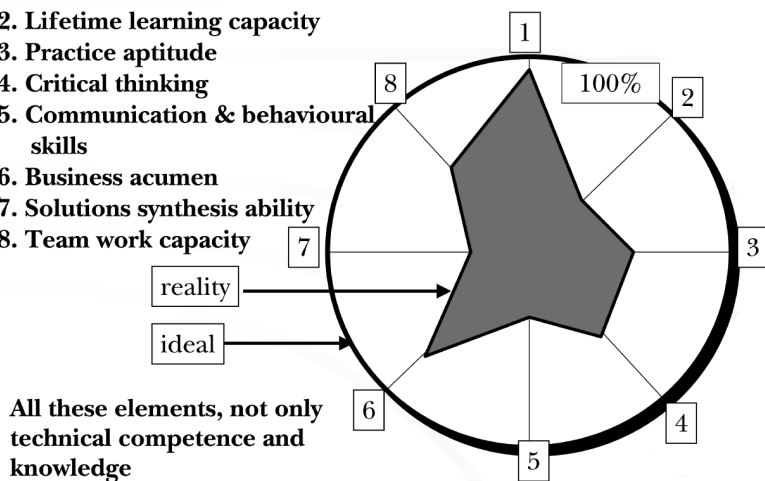 2. Lifetime learning capacity
3. Practice aptitude
4. Critical thinking
5. Communication & behavioural
skills
6. Business acumen
7. Solutions synthesis ability
8. Team work capacity
1
100%
2
3
4
5
6
7
8
reality
ideal
All these elements, not only
technical competence and
knowledge